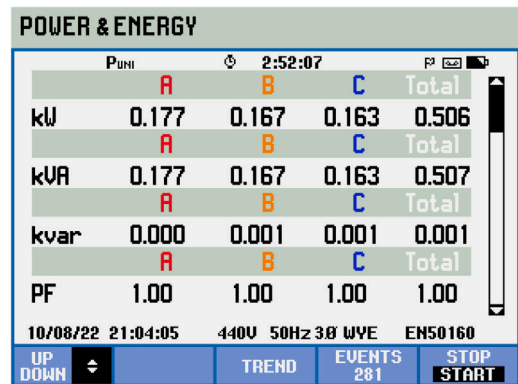 POWER & ENERGY
PUNI 2:52:07
A B C Total
kW 0.177 0.167 0.163 0.506
A B C Total
kVA 0.177 0.167 0.163 0.507
A B C Total
kvar 0.000 0.001 0.001 0.001
A B C Total
PF 1.00 1.00 1.00 1.00
10/08/22 21:04:05 440V 50Hz 3Ø WYE EN50160
UP DOWN TREND EVENTS 281 STOP START